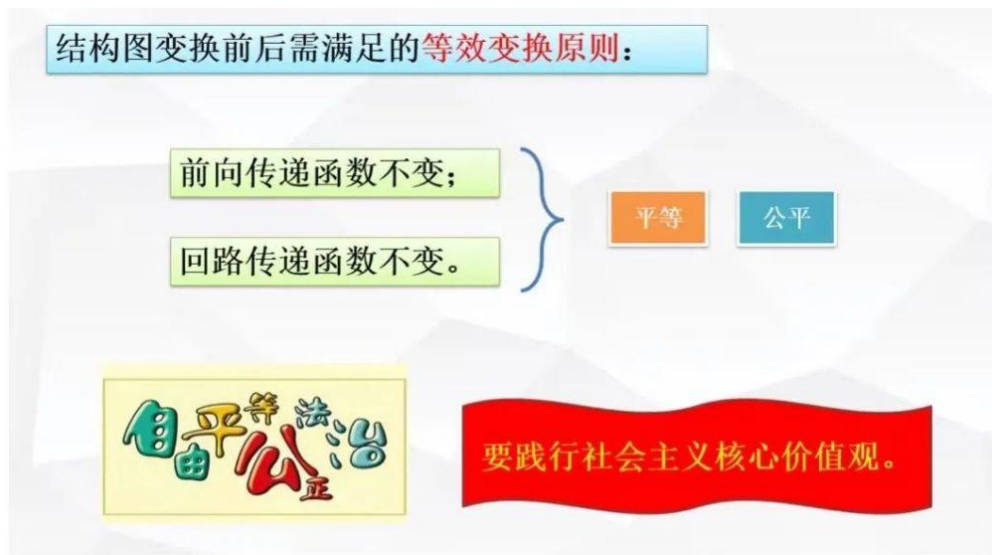 结构图变换前后需满足的等效变换原则：
前向传递函数不变；
回路传递函数不变。
平等
公平
自由平等公正法治
要践行社会主义核心价值观。